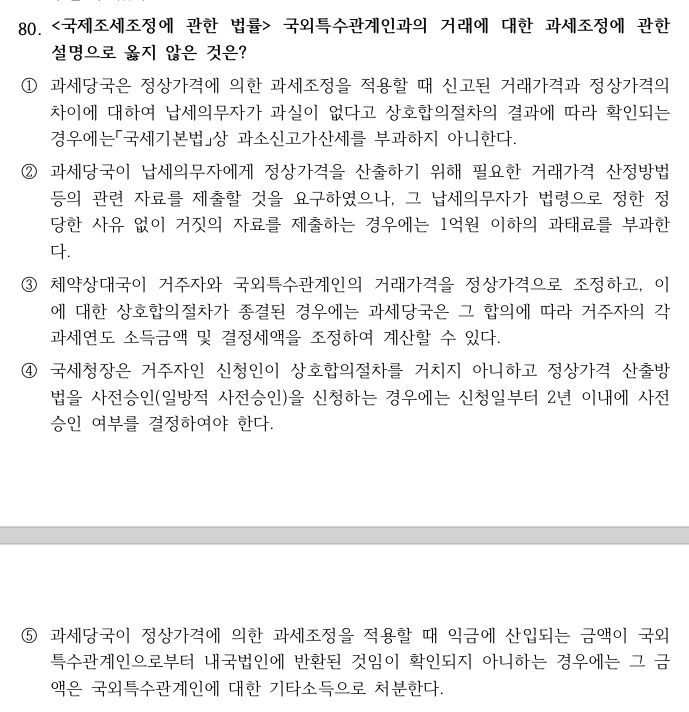 80. <국제조세조정에 관한 법률> 국외특수관계인과의 거래에 대한 과세조정에 관한
설명으로 옳지 않은 것은?
① 과세당국은 정상가격에 의한 과세조정을 적용할 때 신고된 거래가격과 정상가격의
차이에 대하여 납세의무자가 과실이 없다고 상호합의절차의 결과에 따라 확인되는
경우에는「국세기본법」상 과소신고가산세를 부과하지 아니한다.
② 과세당국이 납세의무자에게 정상가격을 산출하기 위해 필요한 거래가격 산정방법
등의 관련 자료를 제출할 것을 요구하였으나, 그 납세의무자가 법령으로 정한 정
당한 사유 없이 거짓의 자료를 제출하는 경우에는 1억원 이하의 과태료를 부과한
다.
③ 체약상대국이 거주자와 국외특수관계인의 거래가격을 정상가격으로 조정하고, 이
에 대한 상호합의절차가 종결된 경우에는 과세당국은 그 합의에 따라 거주자의 각
과세연도 소득금액 및 결정세액을 조정하여 계산할 수 있다.
④ 국세청장은 거주자인 신청인이 상호합의절차를 거치지 아니하고 정상가격 산출방
법을 사전승인(일방적 사전승인)을 신청하는 경우에는 신청일부터 2년 이내에 사전
승인 여부를 결정하여야 한다.
⑤ 과세당국이 정상가격에 의한 과세조정을 적용할 때 익금에 산입되는 금액이 국외
특수관계인으로부터 내국법인에 반환된 것임이 확인되지 아니하는 경우에는 그 금
액은 국외특수관계인에 대한 기타소득으로 처분한다.